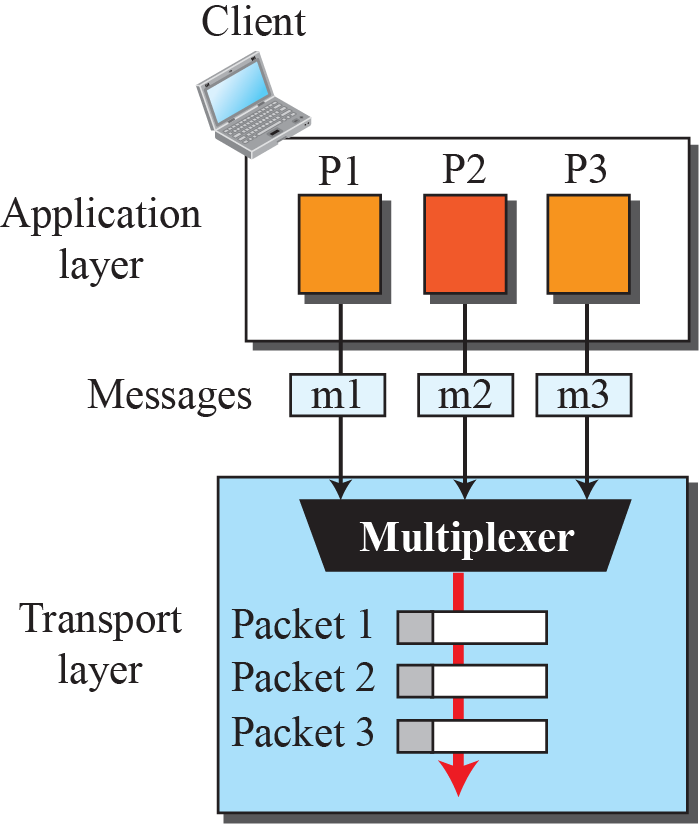 Client
P1 P2 P3
Application
layer
Messages m1 m2 m3
Multiplexer
Transport
layer
Packet 1
Packet 2
Packet 3